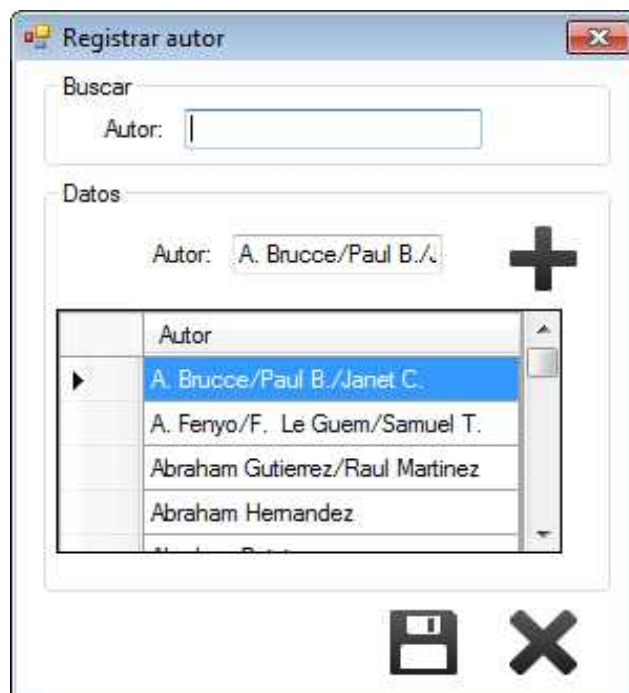 Registrar autor
Buscar
Autor:
Datos
Autor: A. Brucce/Paul B./J
Autor
A. Brucce/Paul B./Janet C.
A. Fenyo/F. Le Guem/Samuel T.
Abraham Gutierrez/Raul Martinez
Abraham Hernandez